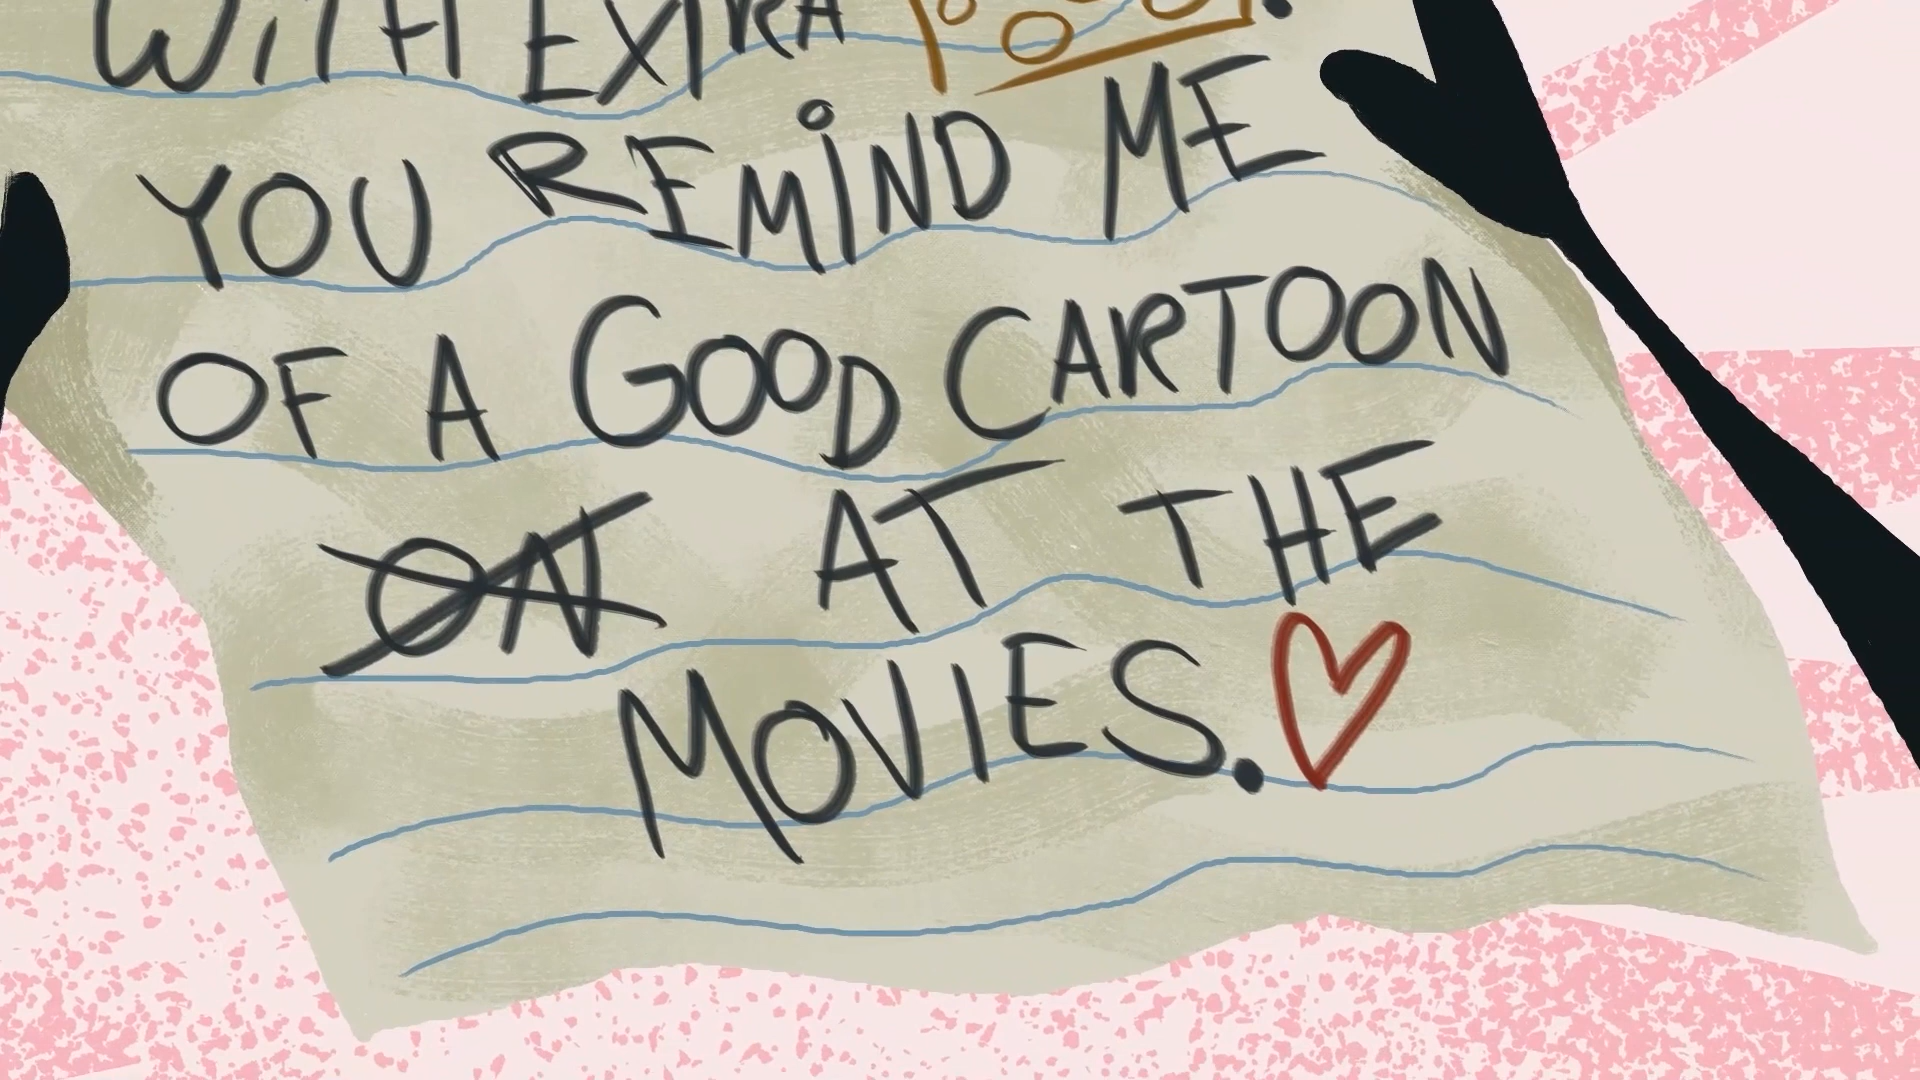 WITH EXTRA
YOU REMIND ME
OF A GOOD CARTOON
ON AT THE
MOVIES.